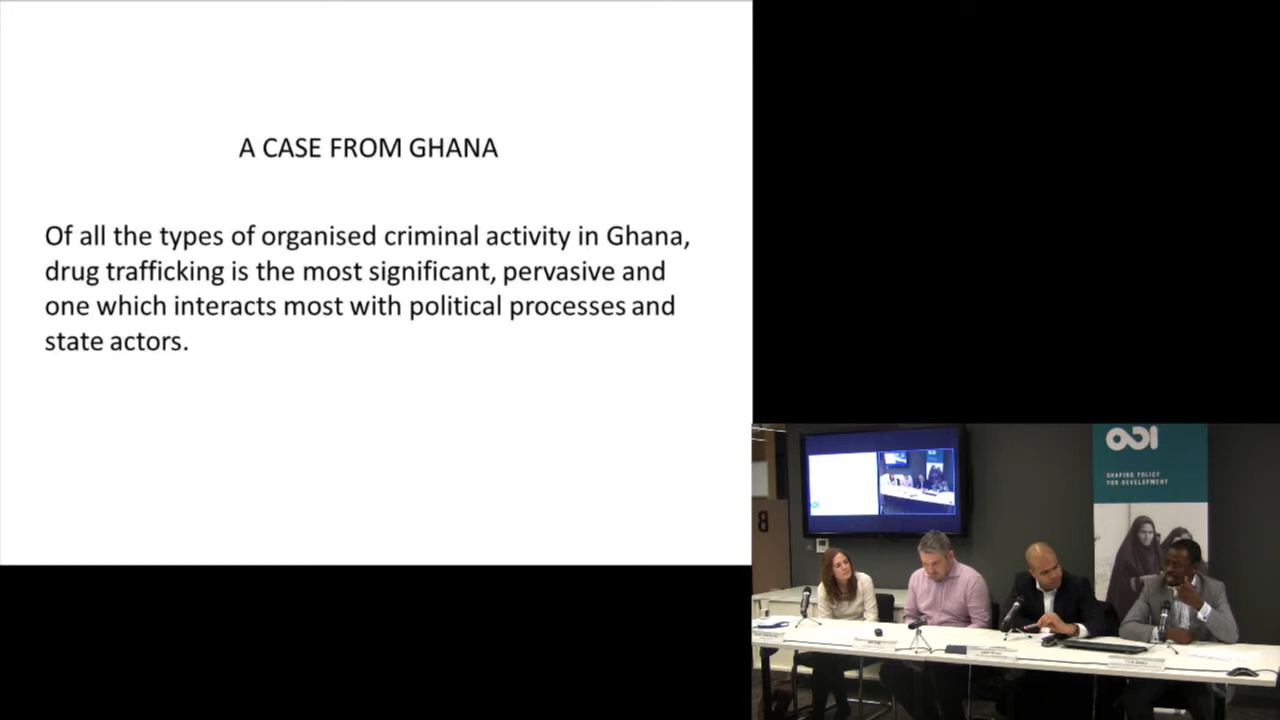 A CASE FROM GHANA
Of all the types of organised criminal activity in Ghana,
drug trafficking is the most significant, pervasive and
one which interacts most with political processes and
state actors.
ODI
SHAPING POLICY
FOR DEVELOPMENT
B